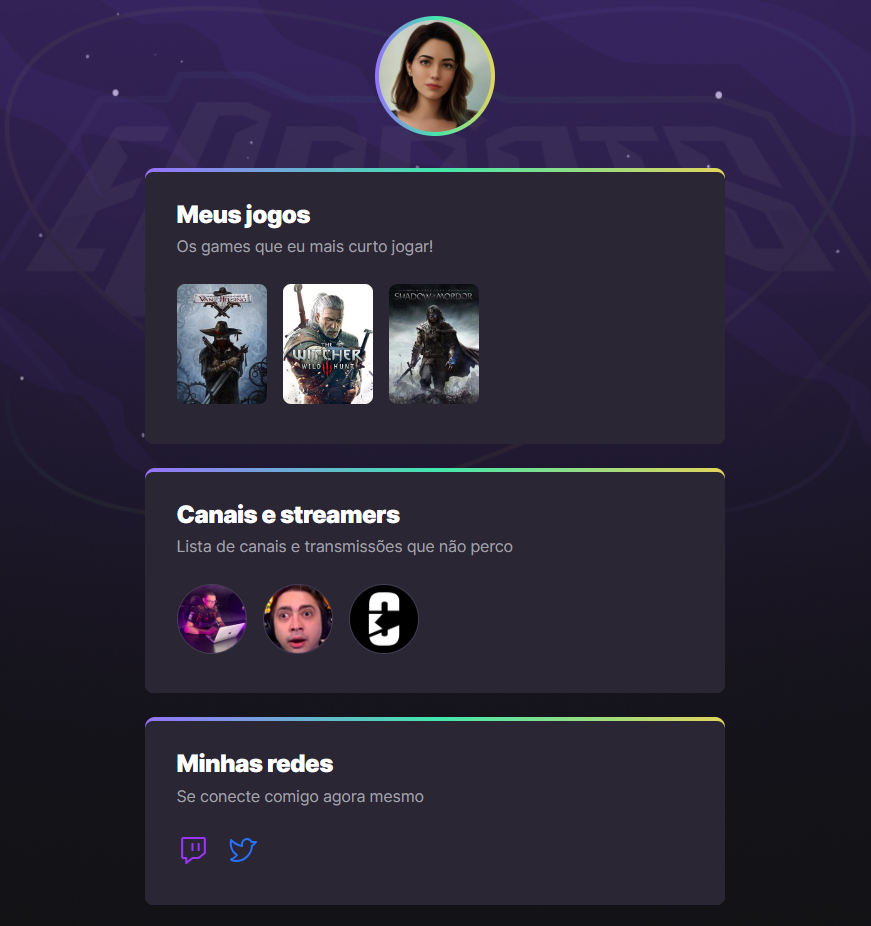 ESPORTS
Meus jogos
Os games que eu mais curto jogar!
VAN HELSING
THE
WITCHER
WILD HUNT
SHADOW OF MORDOR
Canais e streamers
Lista de canais e transmissões que não perco
Minhas redes
Se conecte comigo agora mesmo